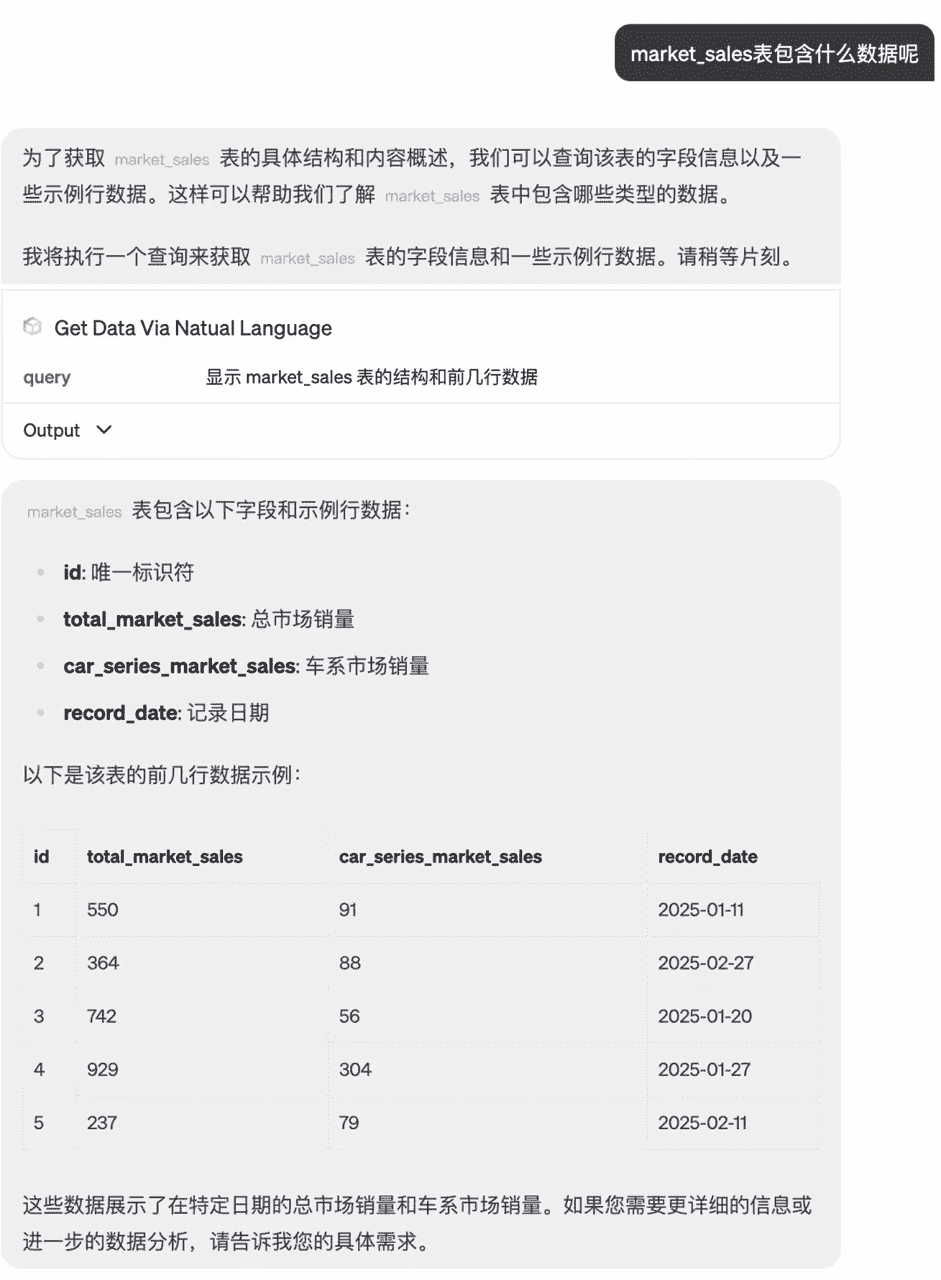 market_sales表包含什么数据呢
为了获取 market_sales 表的具体结构和内容概述，我们可以查询该表的字段信息以及一
些示例行数据。这样可以帮助我们了解 market_sales 表中包含哪些类型的数据。
我将执行一个查询来获取 market_sales 表的字段信息和一些示例行数据。请稍等片刻。
Get Data Via Natual Language
query 显示 market_sales 表的结构和前几行数据
Output
market_sales 表包含以下字段和示例行数据：
id: 唯一标识符
total_market_sales: 总市场销量
car_series_market_sales: 车系市场销量
record_date: 记录日期
以下是该表的前几行数据示例：
id total_market_sales car_series_market_sales record_date
1 550 91 2025-01-11
2 364 88 2025-02-27
3 742 56 2025-01-20
4 929 304 2025-01-27
5 237 79 2025-02-11
这些数据展示了在特定日期的总市场销量和车系市场销量。如果您需要更详细的信息或
进一步的数据分析，请告诉我您的具体需求。